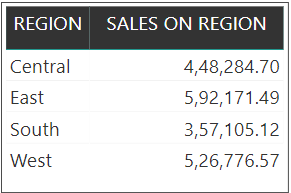 REGION SALES ON REGION
Central 4,48,284.70
East 5,92,171.49
South 3,57,105.12
West 5,26,776.57